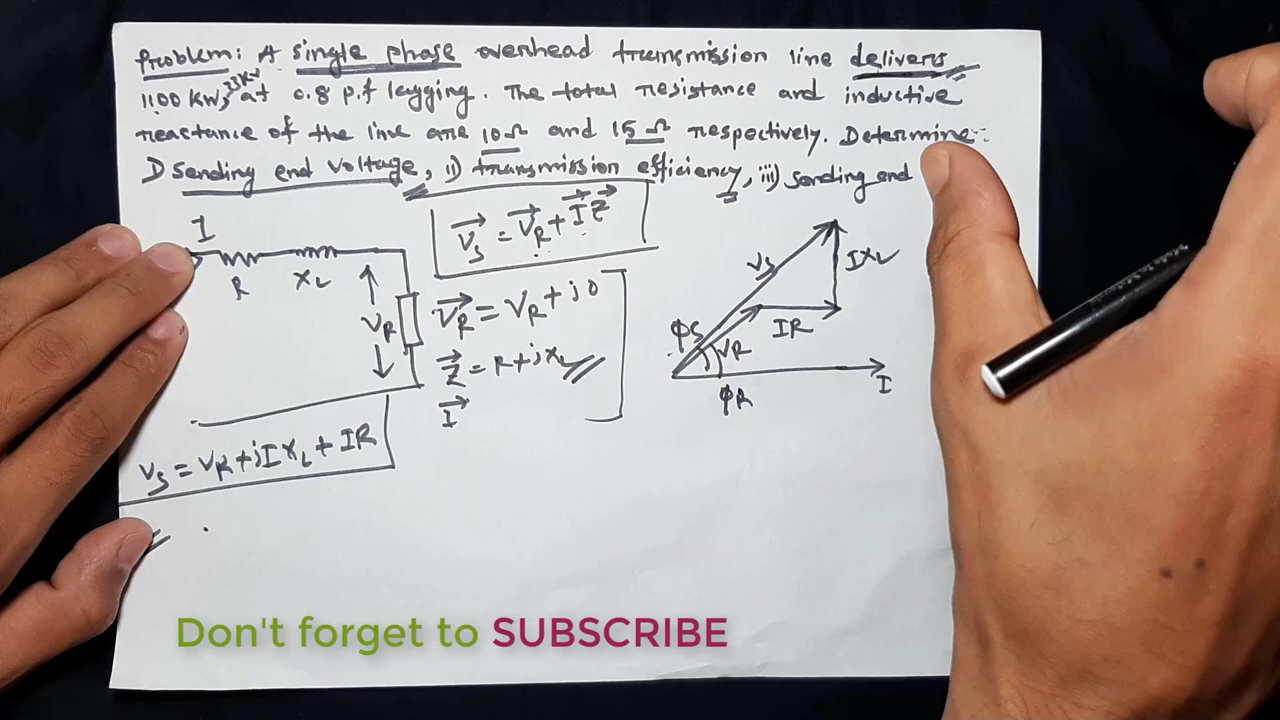 Problem: A single phase overhead transmission line delivers
1100 kW, 33kV at 0.8 p.f lagging. The total resistance and inductive
reactance of the line are 10Ω and 15Ω respectively. Determine:
i) Sending end voltage, ii) transmission efficiency, iii) sending end
I
R
XL
VR
VS = VR + IZ
VR = VR + j0
Z = R + jXL
I
VS = VR + jIXL + IR
VS
IXL
IR
φS
VR
φR
I
Don't forget to SUBSCRIBE